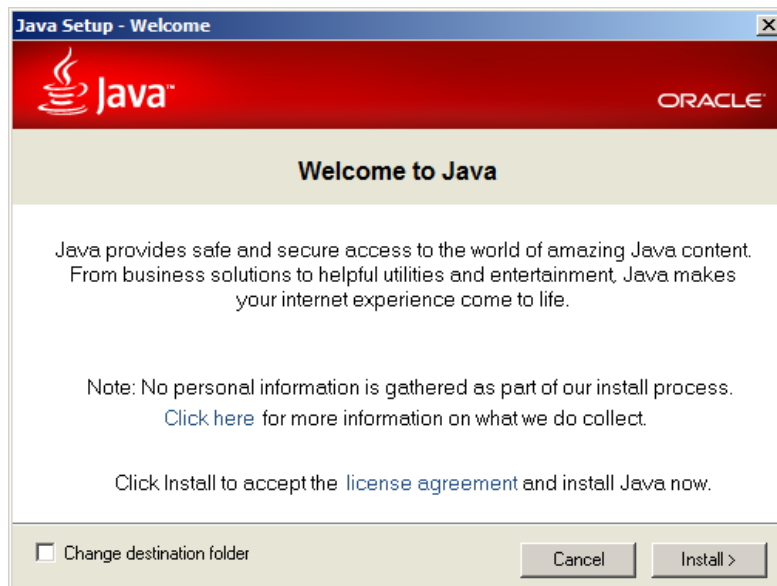 Java Setup - Welcome
Java™
ORACLE
Welcome to Java
Java provides safe and secure access to the world of amazing Java content.
From business solutions to helpful utilities and entertainment, Java makes
your internet experience come to life.
Note: No personal information is gathered as part of our install process.
Click here for more information on what we do collect.
Click Install to accept the license agreement and install Java now.
Change destination folder
Cancel
Install >